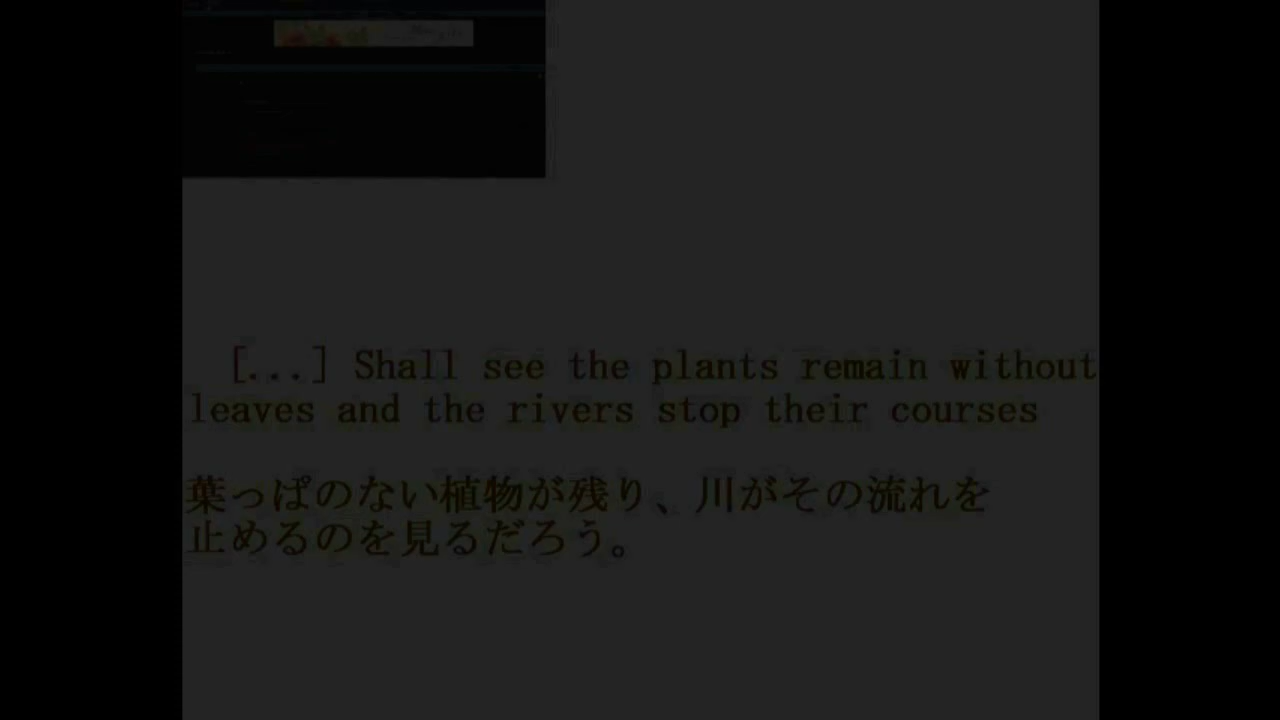 [...] Shall see the plants remain without
leaves and the rivers stop their courses
葉っぱのない植物が残り、川がその流れを
止めるのを見るだろう。